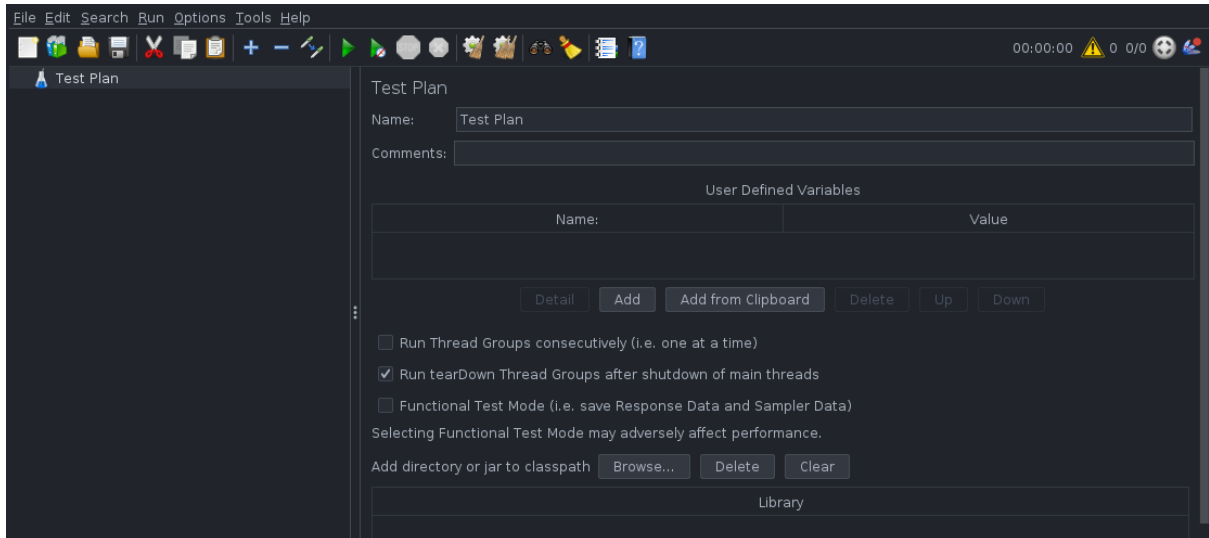 File Edit Search Run Options Tools Help
00:00:00 0 0/0
Test Plan
Test Plan
Name: Test Plan
Comments:
User Defined Variables
Name: Value
Detail Add Add from Clipboard Delete Up Down
Run Thread Groups consecutively (i.e. one at a time)
Run tearDown Thread Groups after shutdown of main threads
Functional Test Mode (i.e. save Response Data and Sampler Data)
Selecting Functional Test Mode may adversely affect performance.
Add directory or jar to classpath Browse... Delete Clear
Library